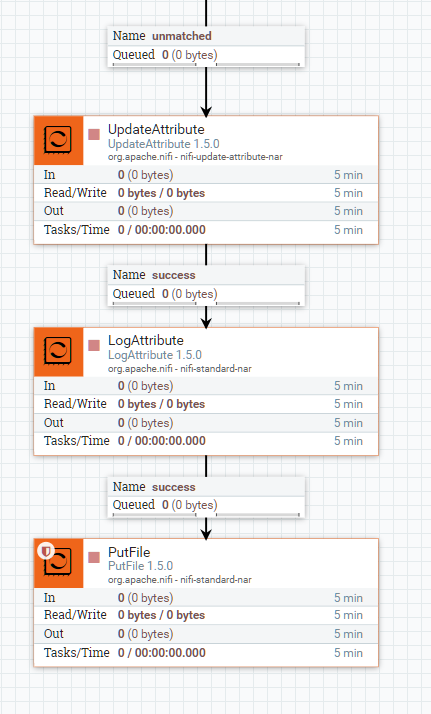 Name unmatched
Queued 0 (0 bytes)
UpdateAttribute
UpdateAttribute 1.5.0
org.apache.nifi - nifi-update-attribute-nar
In 0 (0 bytes) 5 min
Read/Write 0 bytes / 0 bytes 5 min
Out 0 (0 bytes) 5 min
Tasks/Time 0 / 00:00:00.000 5 min
Name success
Queued 0 (0 bytes)
LogAttribute
LogAttribute 1.5.0
org.apache.nifi - nifi-standard-nar
In 0 (0 bytes) 5 min
Read/Write 0 bytes / 0 bytes 5 min
Out 0 (0 bytes) 5 min
Tasks/Time 0 / 00:00:00.000 5 min
Name success
Queued 0 (0 bytes)
PutFile
PutFile 1.5.0
org.apache.nifi - nifi-standard-nar
In 0 (0 bytes) 5 min
Read/Write 0 bytes / 0 bytes 5 min
Out 0 (0 bytes) 5 min
Tasks/Time 0 / 00:00:00.000 5 min